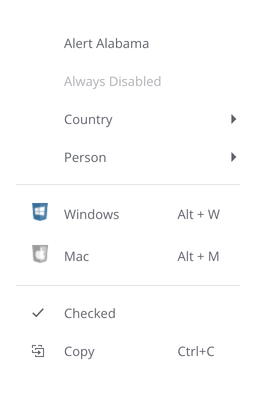 Alert Alabama
Always Disabled
Country
Person
Windows Alt + W
Mac Alt + M
Checked
Copy Ctrl+C